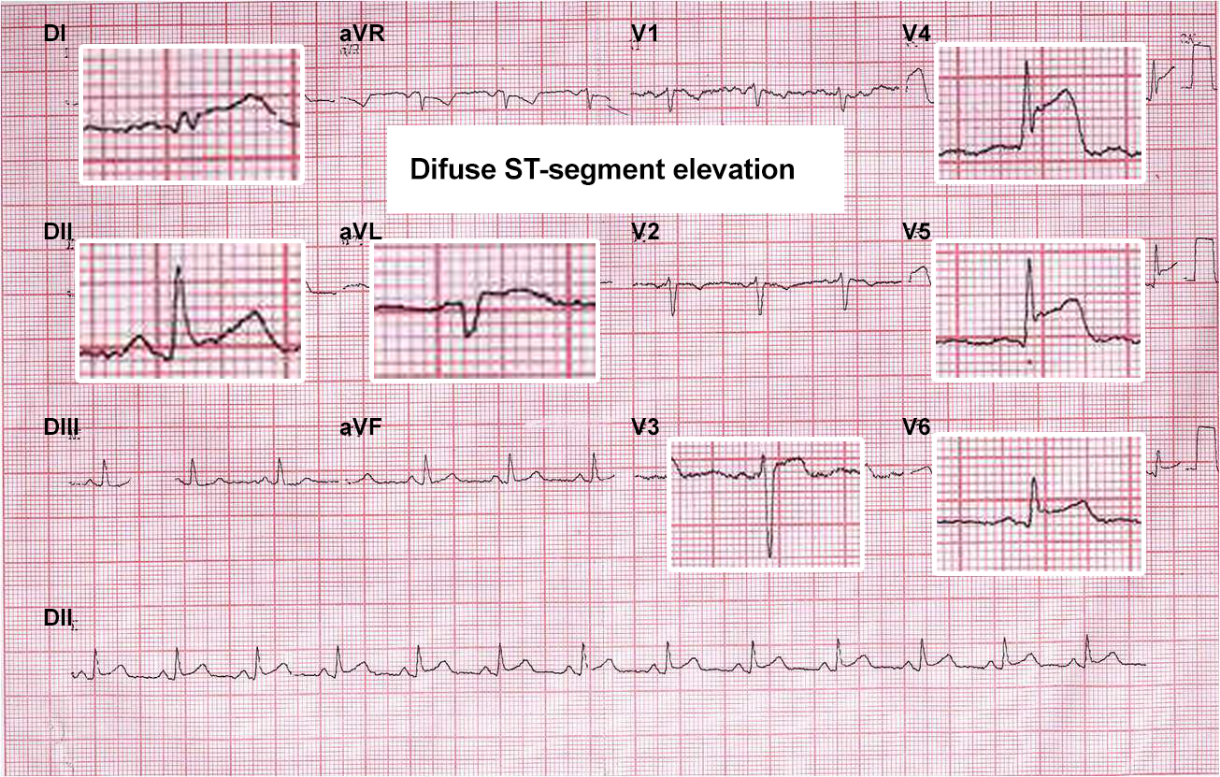 DI aVR V1 V4
Difuse ST-segment elevation
DII aVL V2 V5
DIII aVF V3 V6
DII